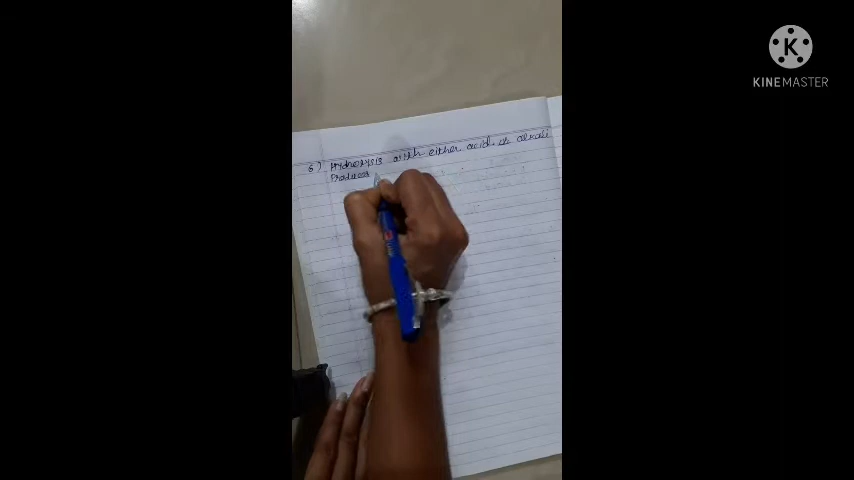 6) Hydrolysis with either acid or alkali
Produces
K
KINEMASTER